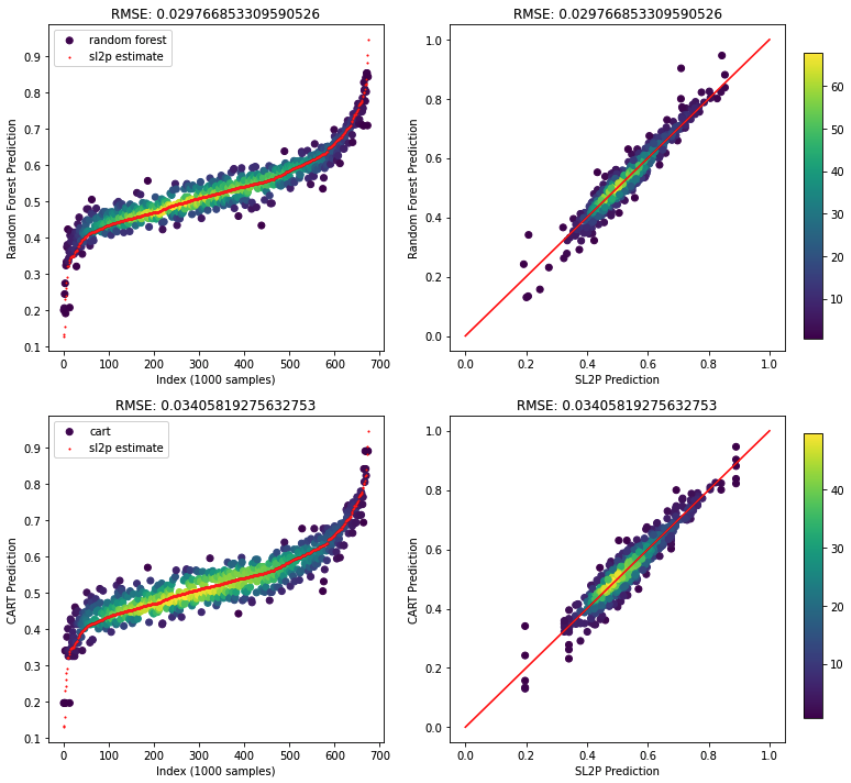 RMSE: 0.029766853309590526
random forest
sl2p estimate
Random Forest Prediction
0.9
0.8
0.7
0.6
0.5
0.4
0.3
0.2
0.1
0 100 200 300 400 500 600 700
Index (1000 samples)
RMSE: 0.029766853309590526
Random Forest Prediction
1.0
0.8
0.6
0.4
0.2
0.0
0.0 0.2 0.4 0.6 0.8 1.0
SL2P Prediction
60
50
40
30
20
10
RMSE: 0.03405819275632753
cart
sl2p estimate
CART Prediction
0.9
0.8
0.7
0.6
0.5
0.4
0.3
0.2
0.1
0 100 200 300 400 500 600 700
Index (1000 samples)
RMSE: 0.03405819275632753
CART Prediction
1.0
0.8
0.6
0.4
0.2
0.0
0.0 0.2 0.4 0.6 0.8 1.0
SL2P Prediction
40
30
20
10